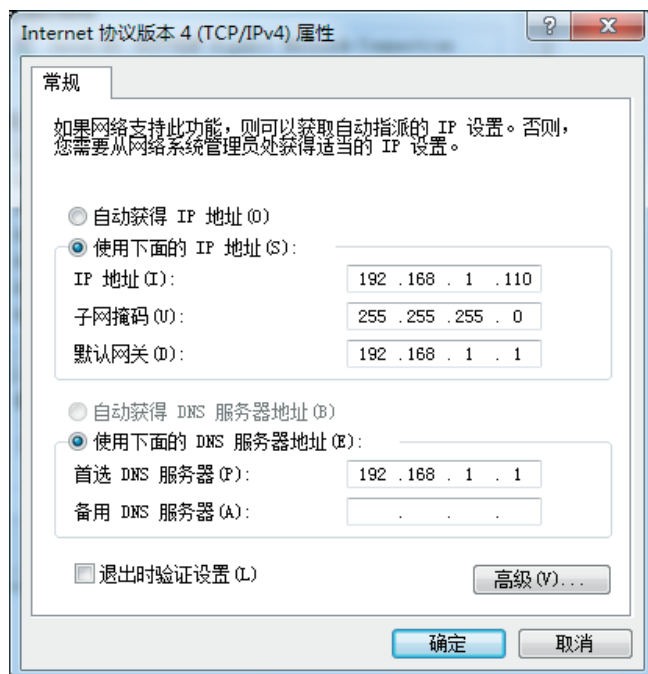 Internet 协议版本 4 (TCP/IPv4) 属性
常规
如果网络支持此功能，则可以获取自动指派的 IP 设置。否则，
您需要从网络系统管理员处获得适当的 IP 设置。
自动获得 IP 地址(O)
使用下面的 IP 地址(S):
IP 地址(I): 192 .168 . 1 .110
子网掩码(U): 255 .255 .255 . 0
默认网关(D): 192 .168 . 1 . 1
自动获得 DNS 服务器地址(B)
使用下面的 DNS 服务器地址(E):
首选 DNS 服务器(P): 192 .168 . 1 . 1
备用 DNS 服务器(A): . . .
退出时验证设置(L)
高级(V)...
确定 取消